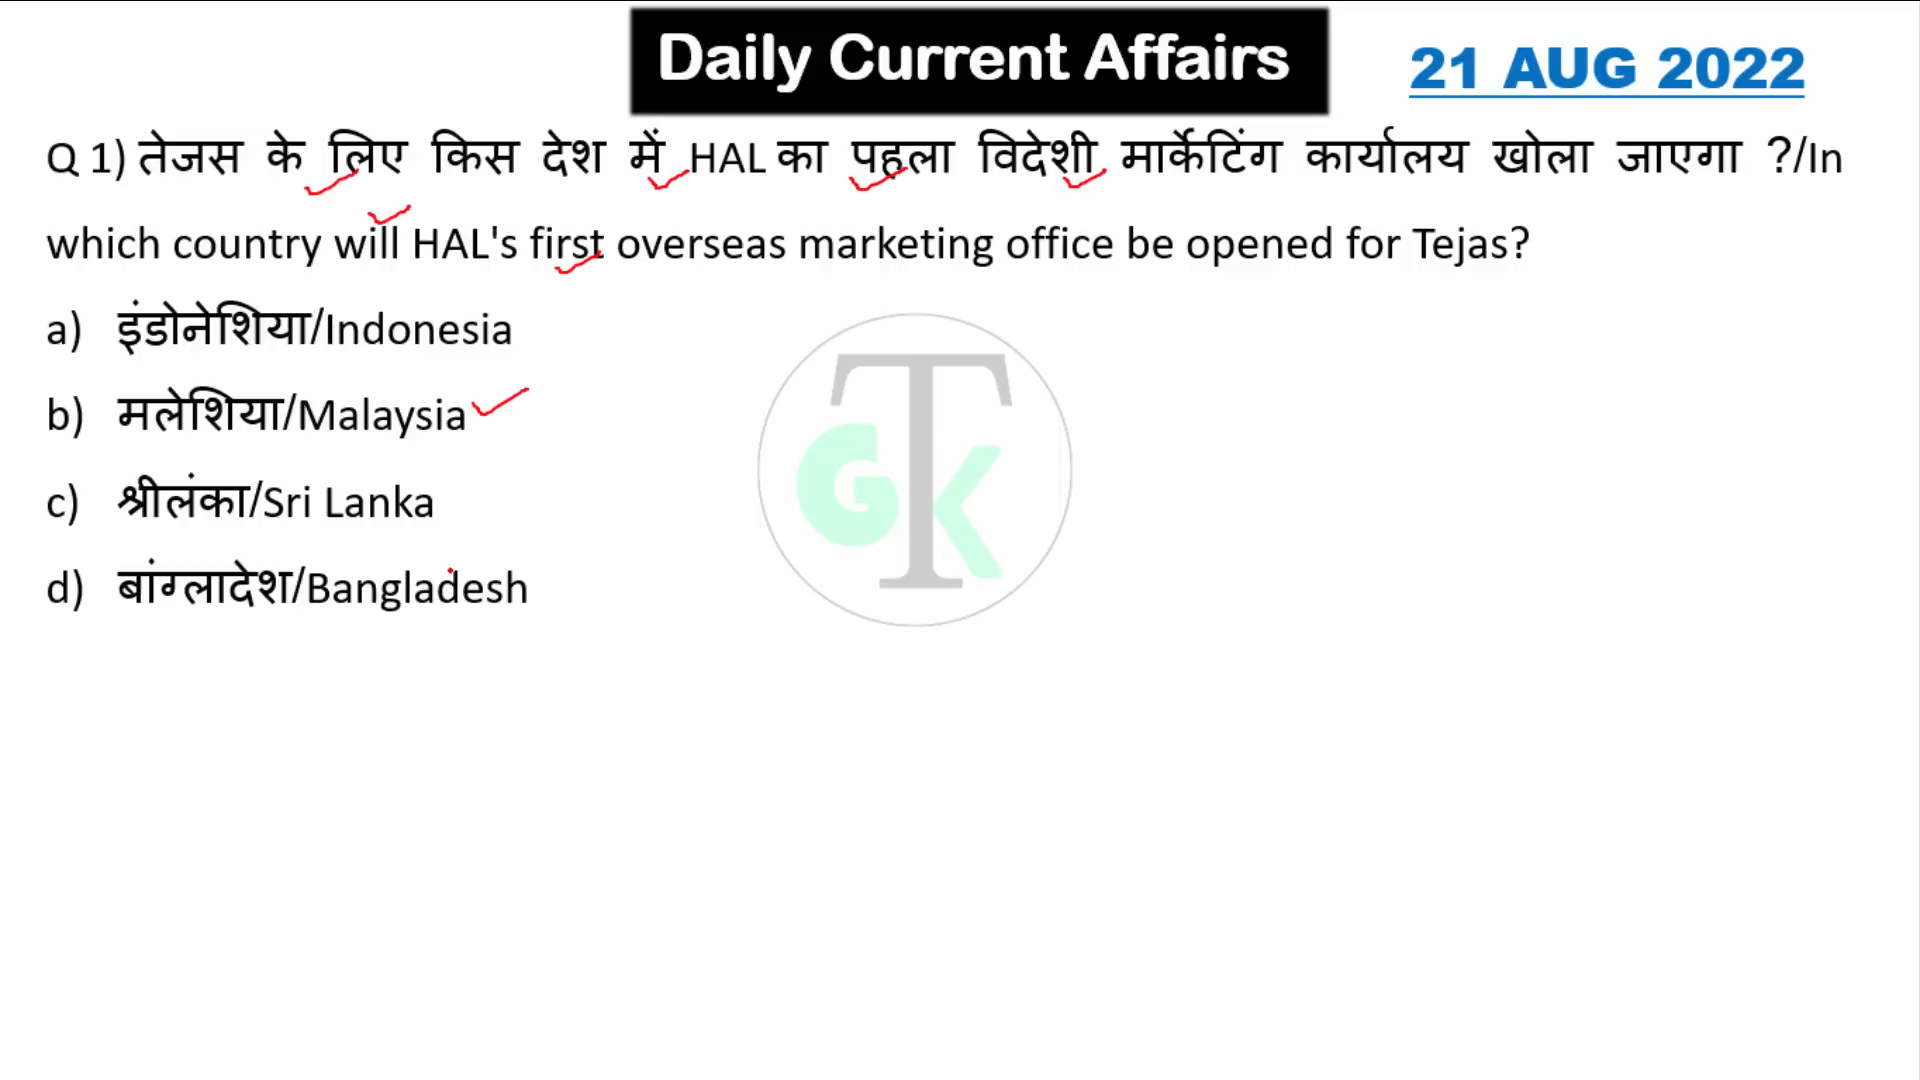 Daily Current Affairs
21 AUG 2022
Q 1) तेजस के लिए किस देश में HAL का पहला विदेशी मार्केटिंग कार्यालय खोला जाएगा ?/In
which country will HAL's first overseas marketing office be opened for Tejas?
a) इंडोनेशिया/Indonesia
b) मलेशिया/Malaysia
c) श्रीलंका/Sri Lanka
d) बांग्लादेश/Bangladesh
GTK